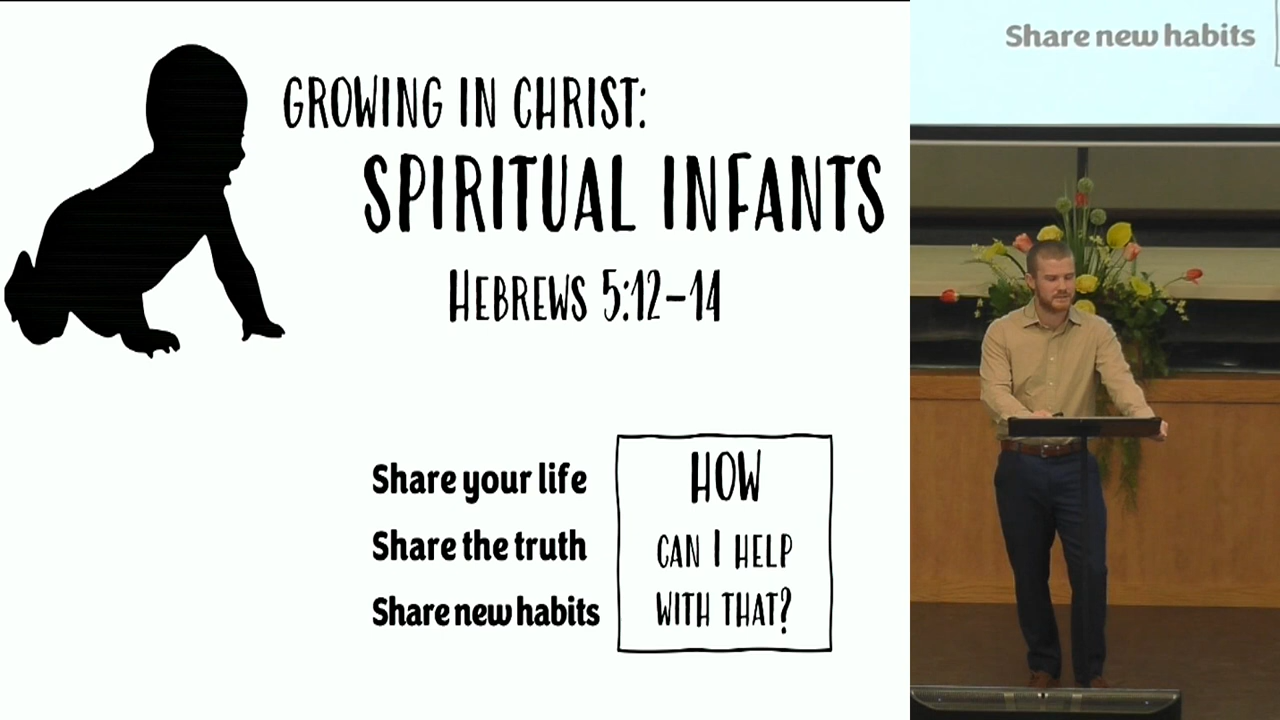 GROWING IN CHRIST:
SPIRITUAL INFANTS
HEBREWS 5:12-14
Share your life
Share the truth
Share new habits
HOW
CAN I HELP
WITH THAT?
Share new habits